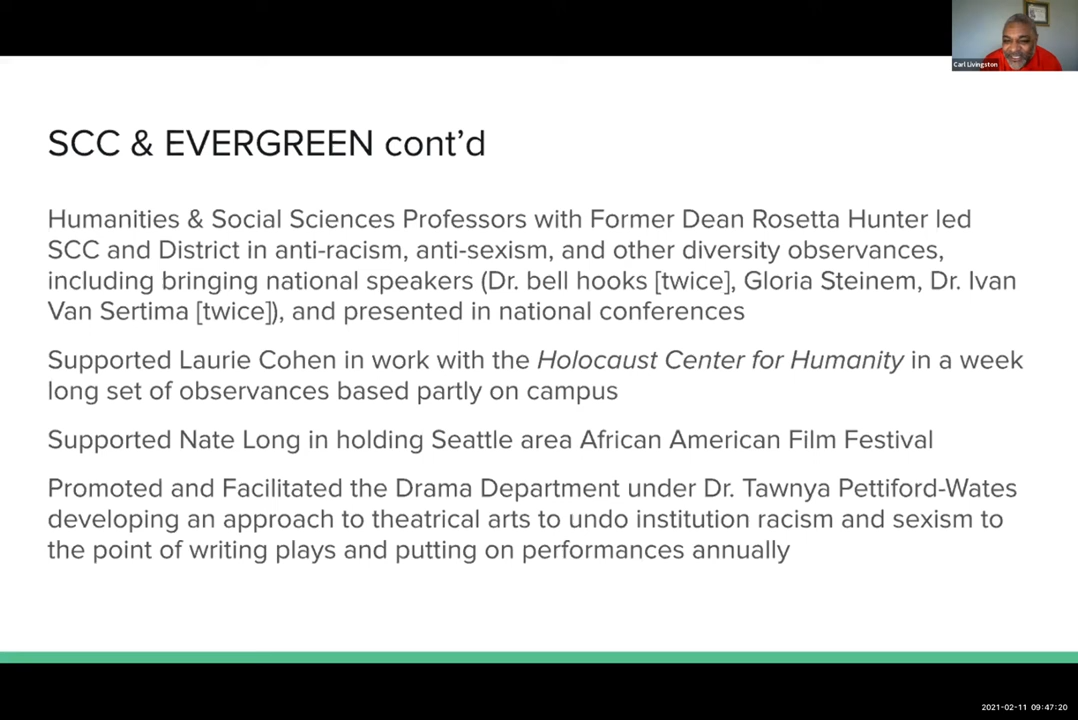 Carl Livingston
SCC & EVERGREEN cont’d
Humanities & Social Sciences Professors with Former Dean Rosetta Hunter led
SCC and District in anti-racism, anti-sexism, and other diversity observances,
including bringing national speakers (Dr. bell hooks [twice], Gloria Steinem, Dr. Ivan
Van Sertima [twice]), and presented in national conferences
Supported Laurie Cohen in work with the Holocaust Center for Humanity in a week
long set of observances based partly on campus
Supported Nate Long in holding Seattle area African American Film Festival
Promoted and Facilitated the Drama Department under Dr. Tawnya Pettiford-Wates
developing an approach to theatrical arts to undo institution racism and sexism to
the point of writing plays and putting on performances annually
2021-02-11 09:47:20